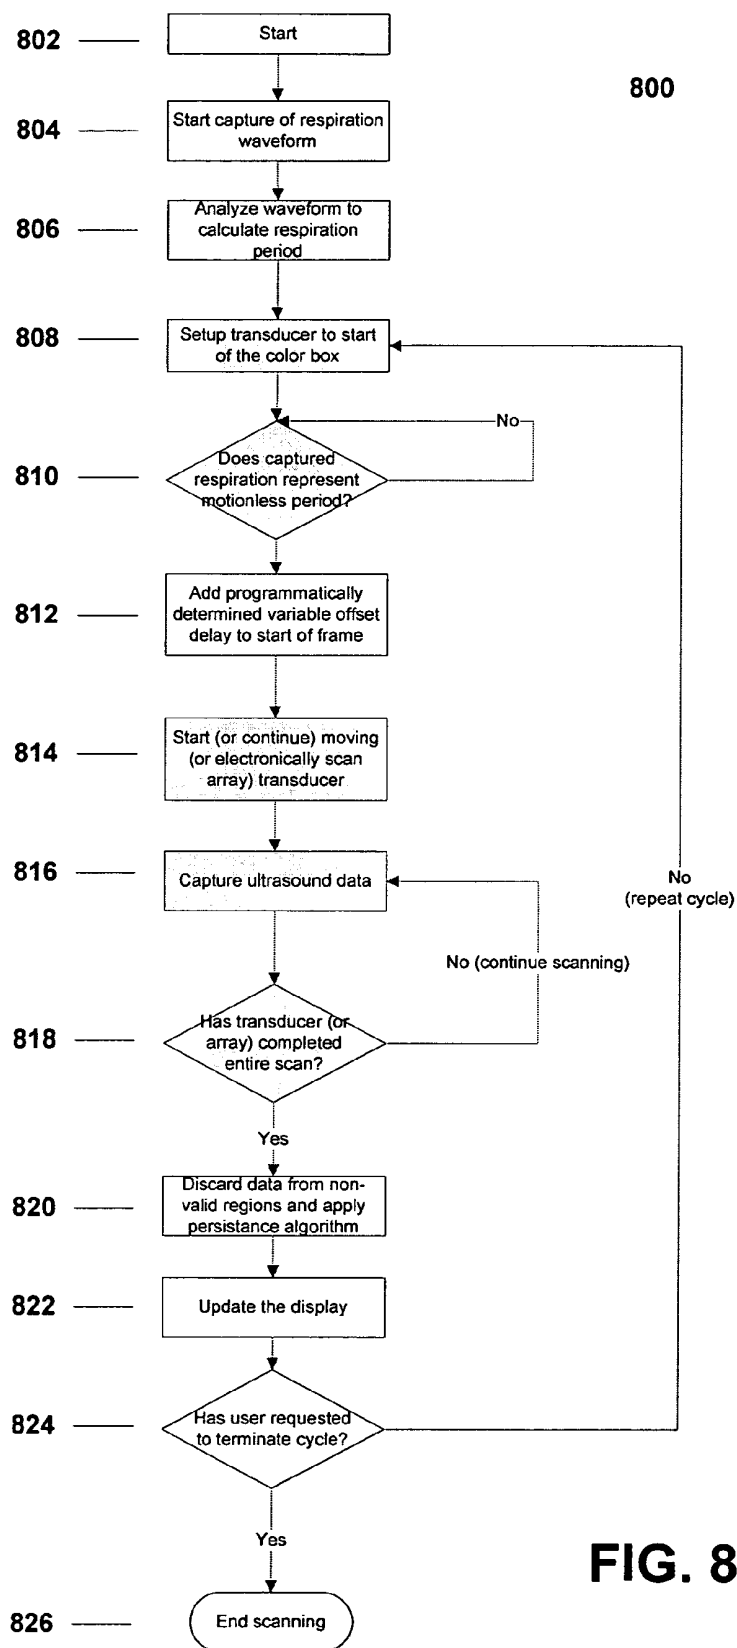 802
Start
800
804
Start capture of respiration
waveform
806
Analyze waveform to
calculate respiration
period
808
Setup transducer to start
of the color box
No
810
Does captured
respiration represent
motionless period?
812
Add programmatically
determined variable offset
delay to start of frame
814
Start (or continue) moving
(or electronically scan
array) transducer
816
Capture ultrasound data
No
(repeat cycle)
No (continue scanning)
818
Has transducer (or
array) completed
entire scan?
Yes
820
Discard data from non-
valid regions and apply
persistance algorithm
822
Update the display
824
Has user requested
to terminate cycle?
Yes
FIG. 8
826
End scanning